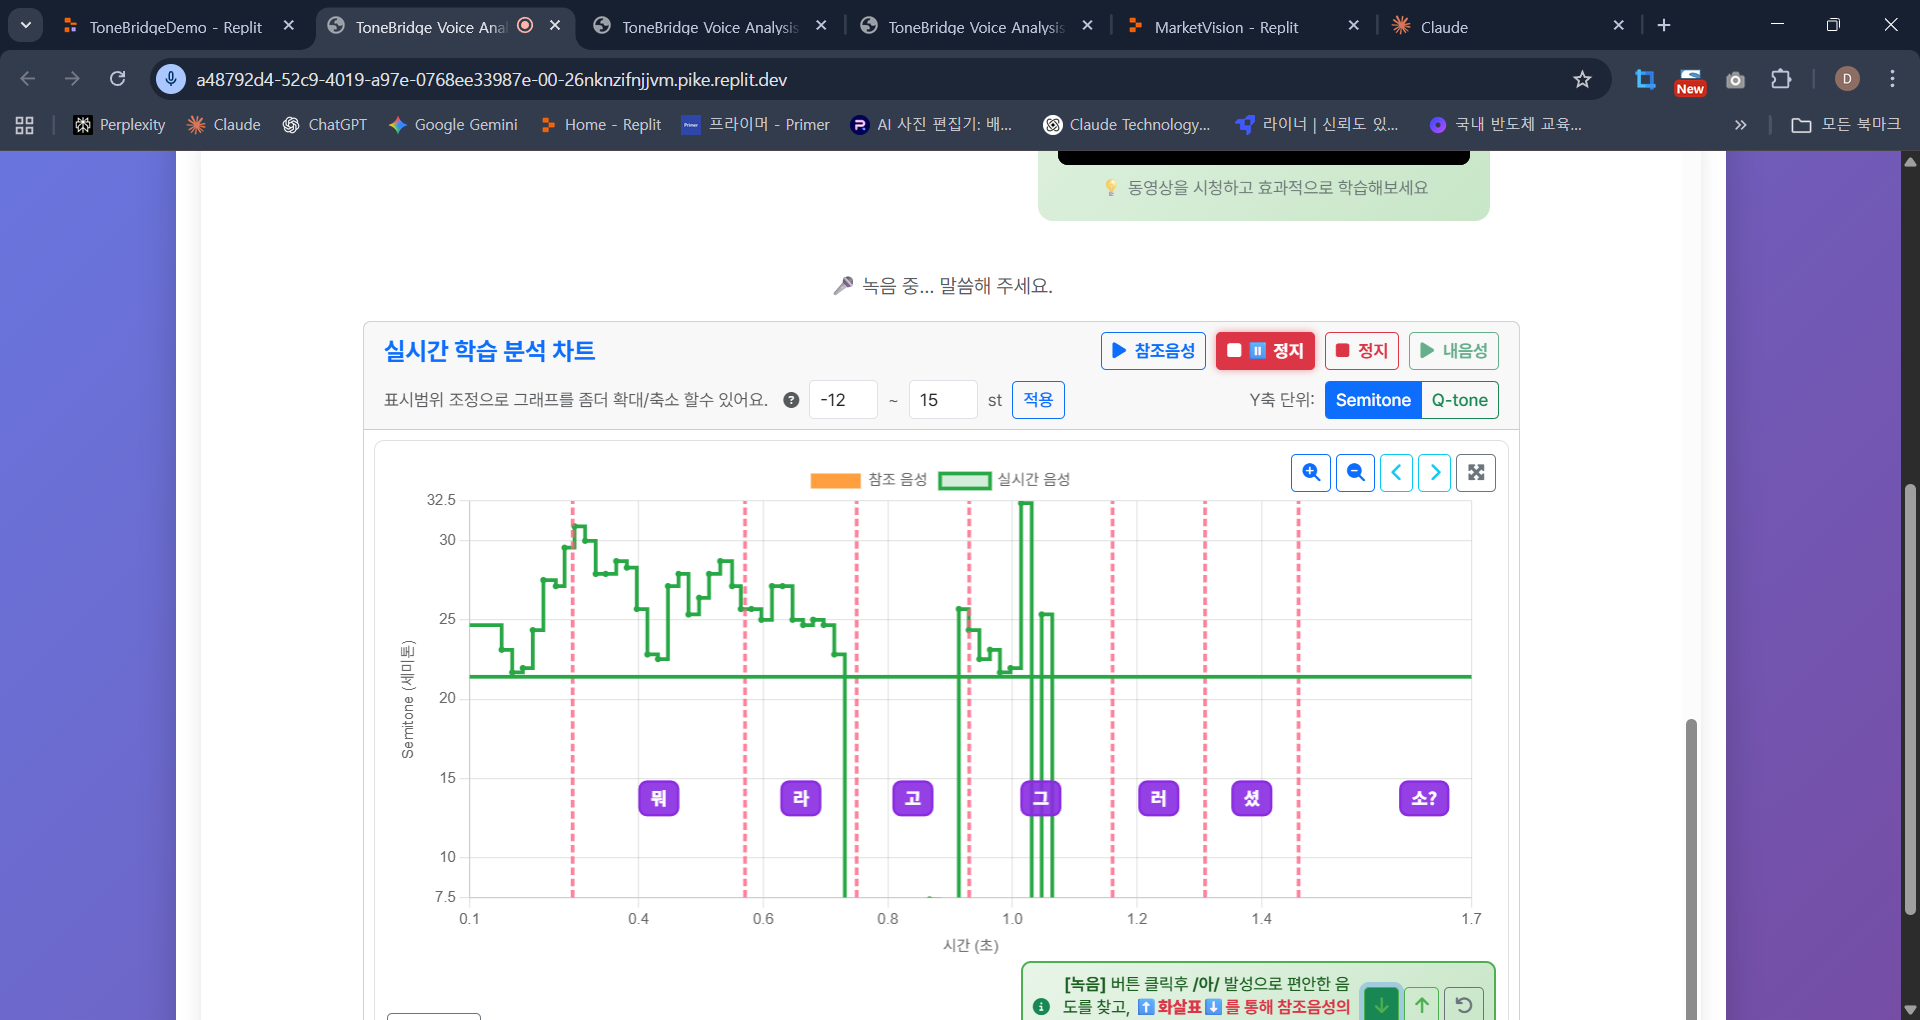 ToneBridgeDemo - Replit
ToneBridge Voice Anal
ToneBridge Voice Analysis
ToneBridge Voice Analysis
MarketVision - Replit
Claude
a48792d4-52c9-4019-a97e-0768ee33987e-00-26nknzifnjjvm.pike.replit.dev
New
D
Perplexity
Claude
ChatGPT
Google Gemini
Home - Replit
Primer
프라이머 - Primer
AI 사진 편집기: 배...
Claude Technology...
라이너 | 신뢰도 있...
국내 반도체 교육...
모든 북마크
동영상을 시청하고 효과적으로 학습해보세요
녹음 중... 말씀해 주세요.
실시간 학습 분석 차트
참조음성
정지
정지
내음성
표시범위 조정으로 그래프를 좀더 확대/축소 할수 있어요.
-12 ~ 15 st 적용
Y축 단위: Semitone Q-tone
참조 음성
실시간 음성
32.5
30
25
20
15
10
7.5
Semitone (세미톤)
뭐
라
고
그
러
셨
소?
0.1 0.4 0.6 0.8 1.0 1.2 1.4 1.7
시간 (초)
[녹음] 버튼 클릭후 /아/ 발성으로 편안한 음
도를 찾고, ⬆화살표⬇를 통해 참조음성의